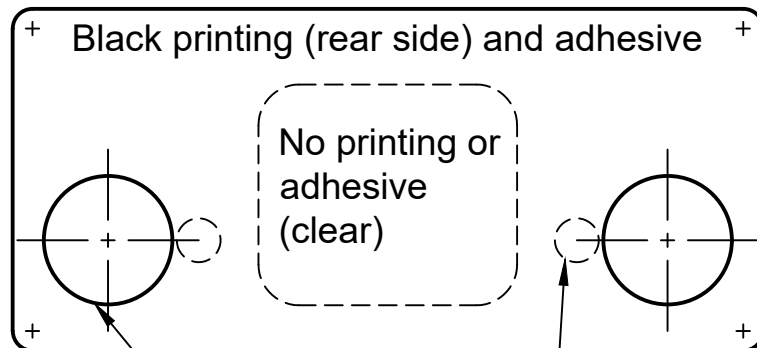 Black printing (rear side) and adhesive
No printing or
adhesive
(clear)